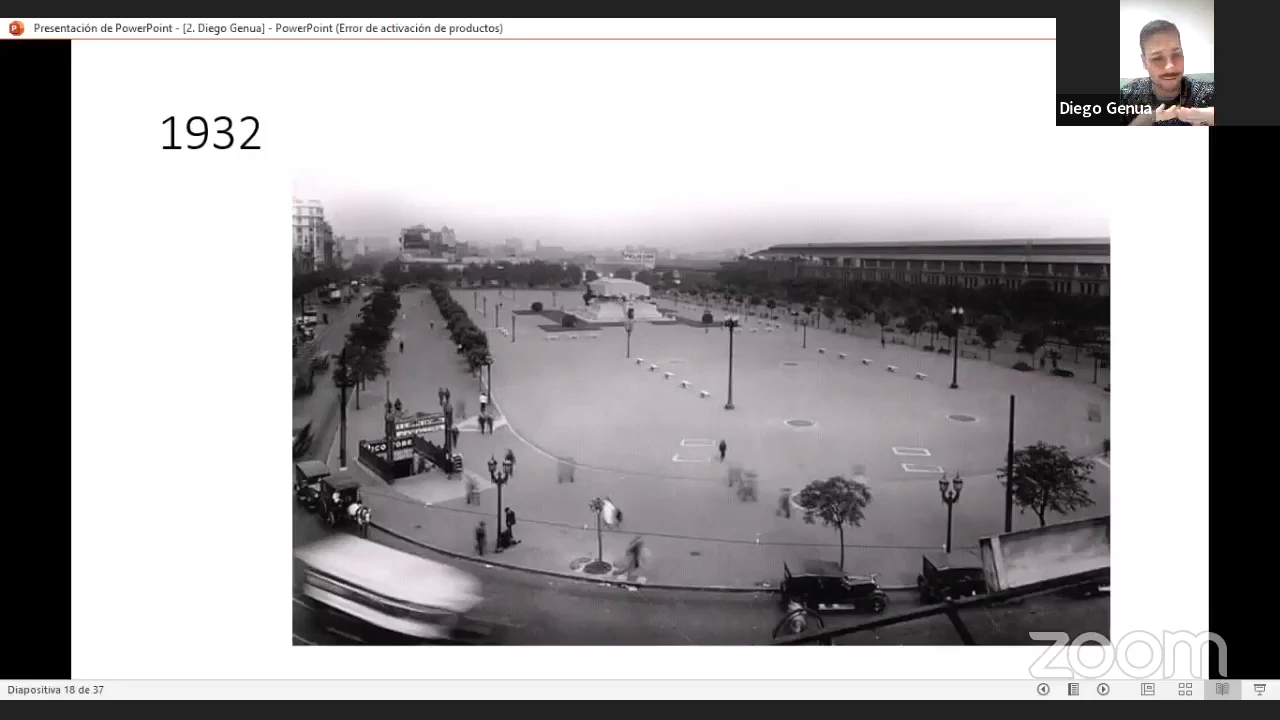 Presentación de PowerPoint - [2. Diego Genua] - PowerPoint (Error de activación de productos)
Diego Genua
1932
zoom
Diapositiva 18 de 37